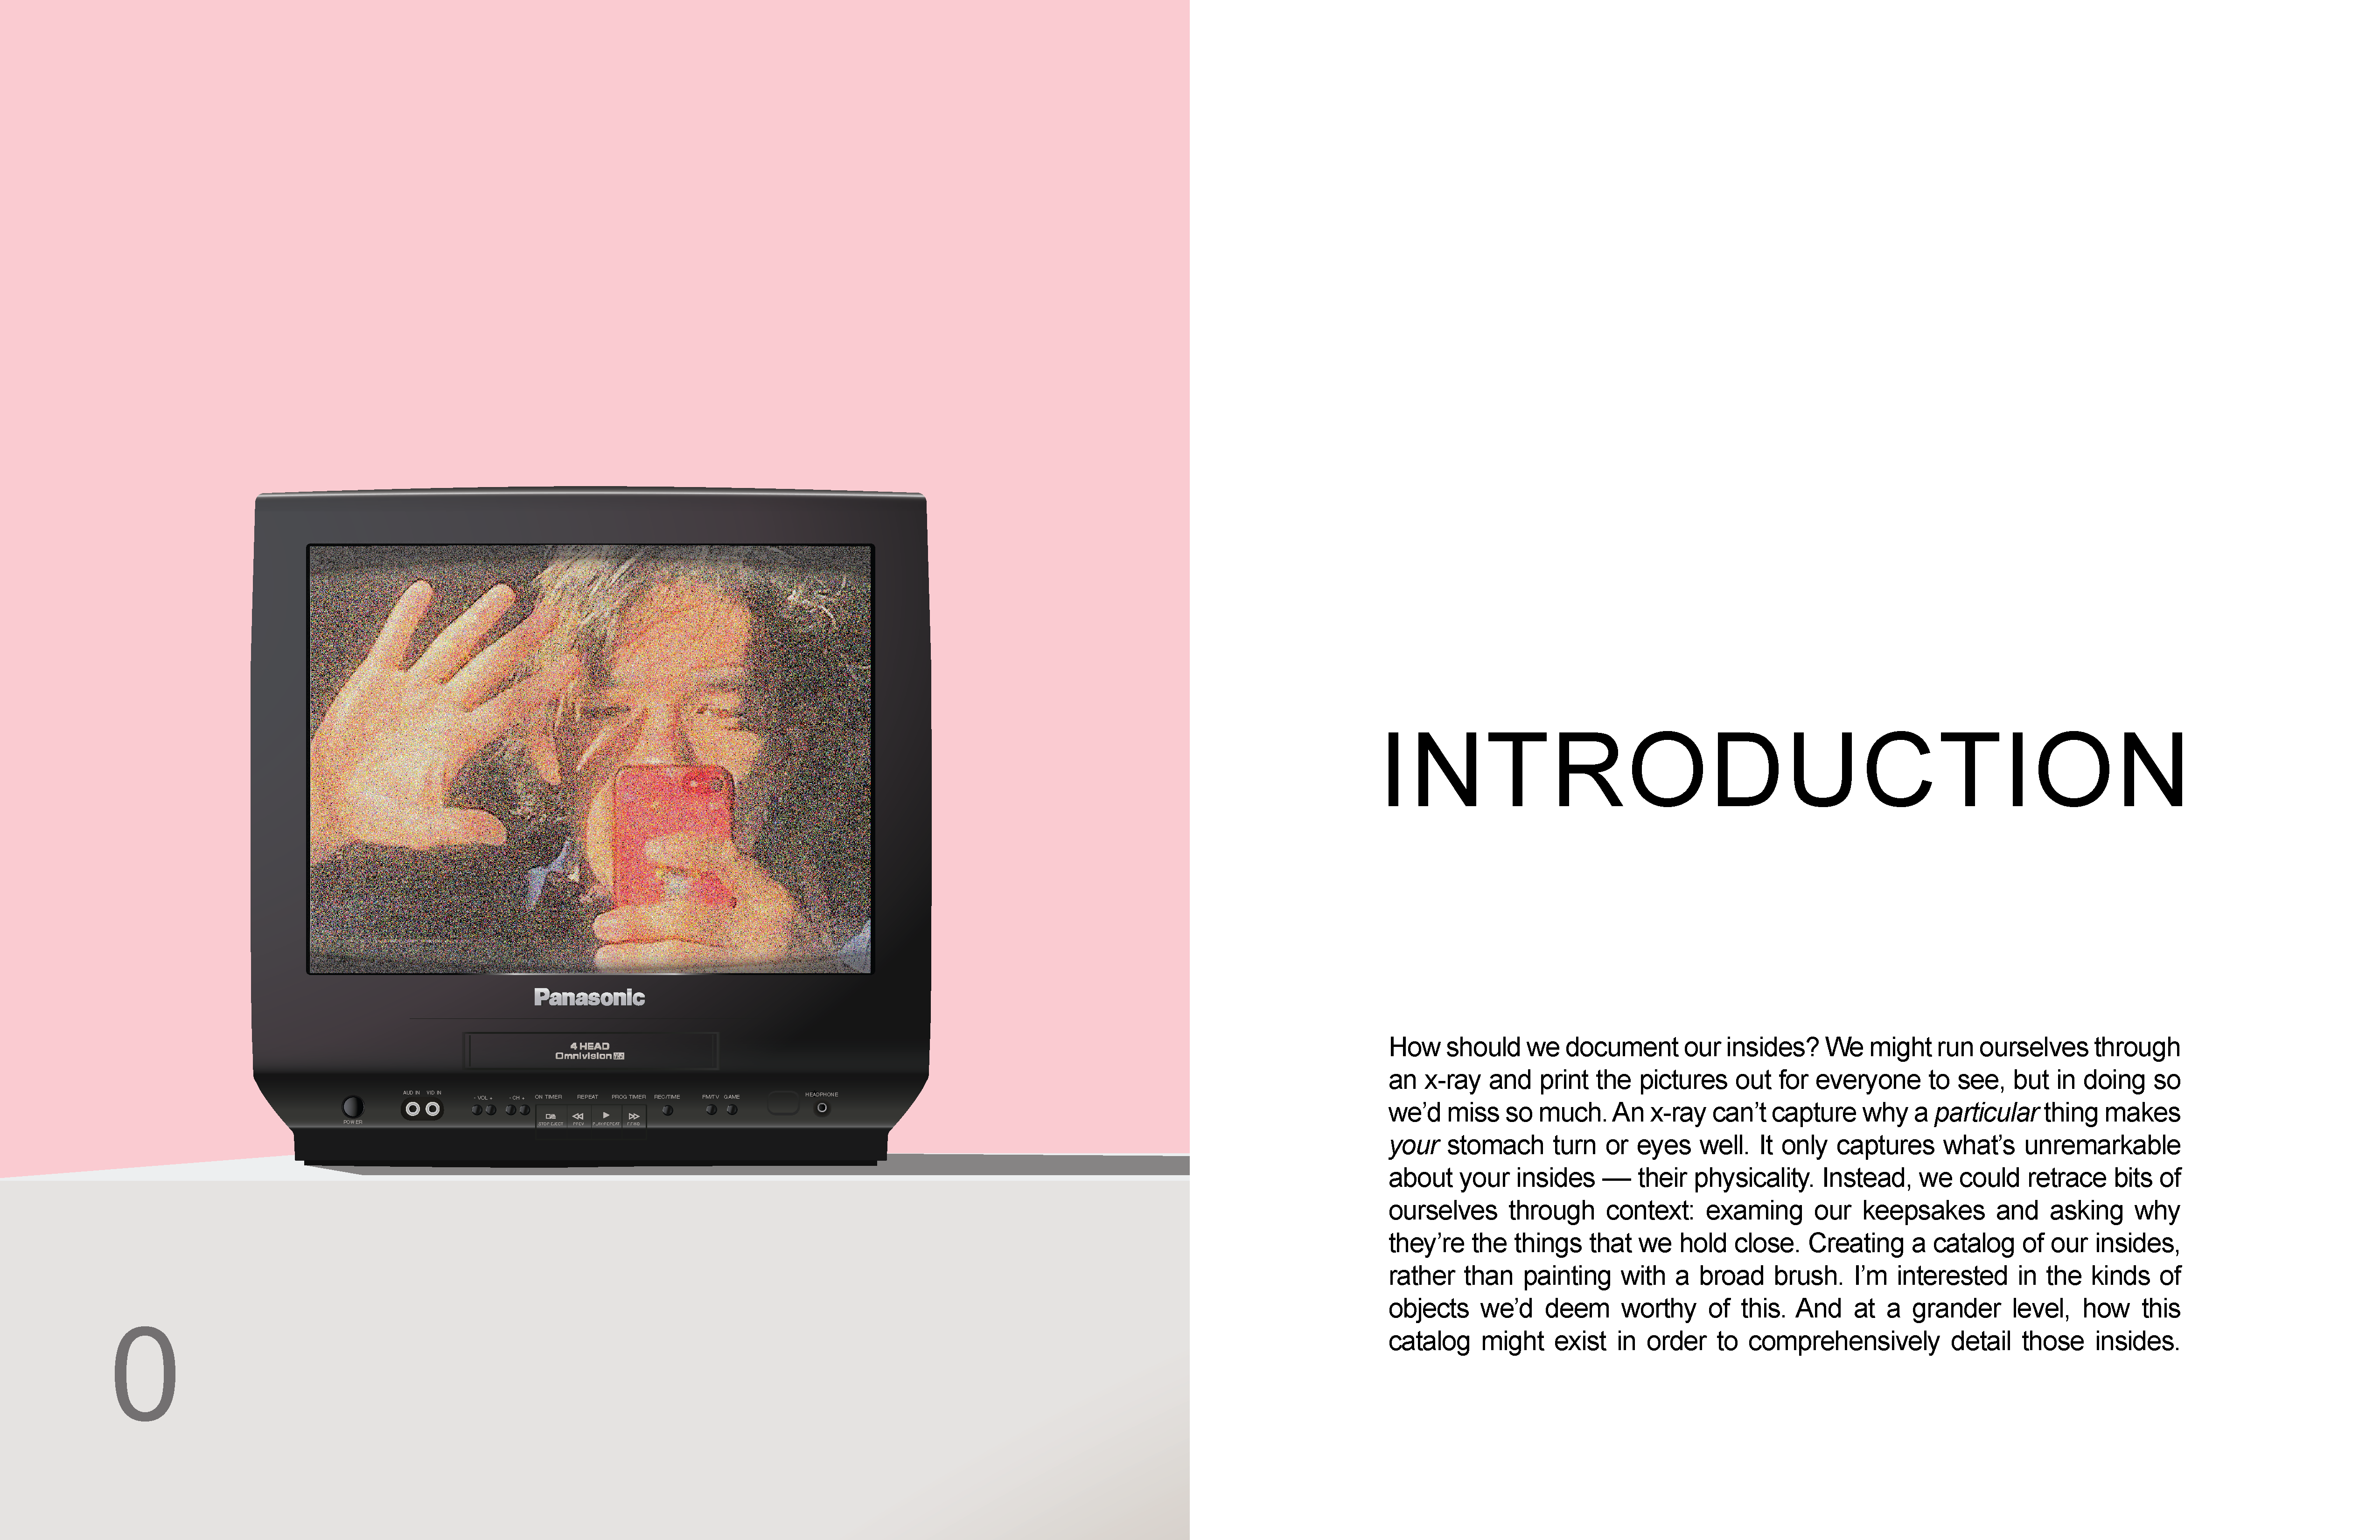 Panasonic
4 HEAD
Omnivision
POWER
AUD IN VID IN
- VOL + - CH + ON TIMER REPEAT PROG TIMER REC/TIME FM/TV GAME HEADPHONE
0
INTRODUCTION
How should we document our insides? We might run ourselves through
an x-ray and print the pictures out for everyone to see, but in doing so
we’d miss so much. An x-ray can’t capture why a particular thing makes
your stomach turn or eyes well. It only captures what’s unremarkable
about your insides — their physicality. Instead, we could retrace bits of
ourselves through context: examing our keepsakes and asking why
they’re the things that we hold close. Creating a catalog of our insides,
rather than painting with a broad brush. I’m interested in the kinds of
objects we’d deem worthy of this. And at a grander level, how this
catalog might exist in order to comprehensively detail those insides.